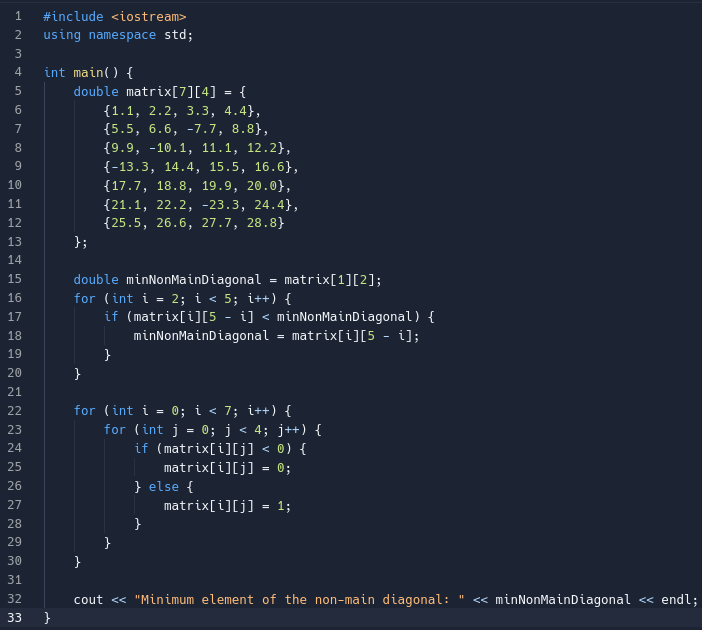 1 #include <iostream>
2 using namespace std;
3
4 int main() {
5     double matrix[7][4] = {
6         {1.1, 2.2, 3.3, 4.4},
7         {5.5, 6.6, -7.7, 8.8},
8         {9.9, -10.1, 11.1, 12.2},
9         {-13.3, 14.4, 15.5, 16.6},
10         {17.7, 18.8, 19.9, 20.0},
11         {21.1, 22.2, -23.3, 24.4},
12         {25.5, 26.6, 27.7, 28.8}
13     };
14
15     double minNonMainDiagonal = matrix[1][2];
16     for (int i = 2; i < 5; i++) {
17         if (matrix[i][5 - i] < minNonMainDiagonal) {
18             minNonMainDiagonal = matrix[i][5 - i];
19         }
20     }
21
22     for (int i = 0; i < 7; i++) {
23         for (int j = 0; j < 4; j++) {
24             if (matrix[i][j] < 0) {
25                 matrix[i][j] = 0;
26             } else {
27                 matrix[i][j] = 1;
28             }
29         }
30     }
31
32     cout << "Minimum element of the non-main diagonal: " << minNonMainDiagonal << endl;
33 }